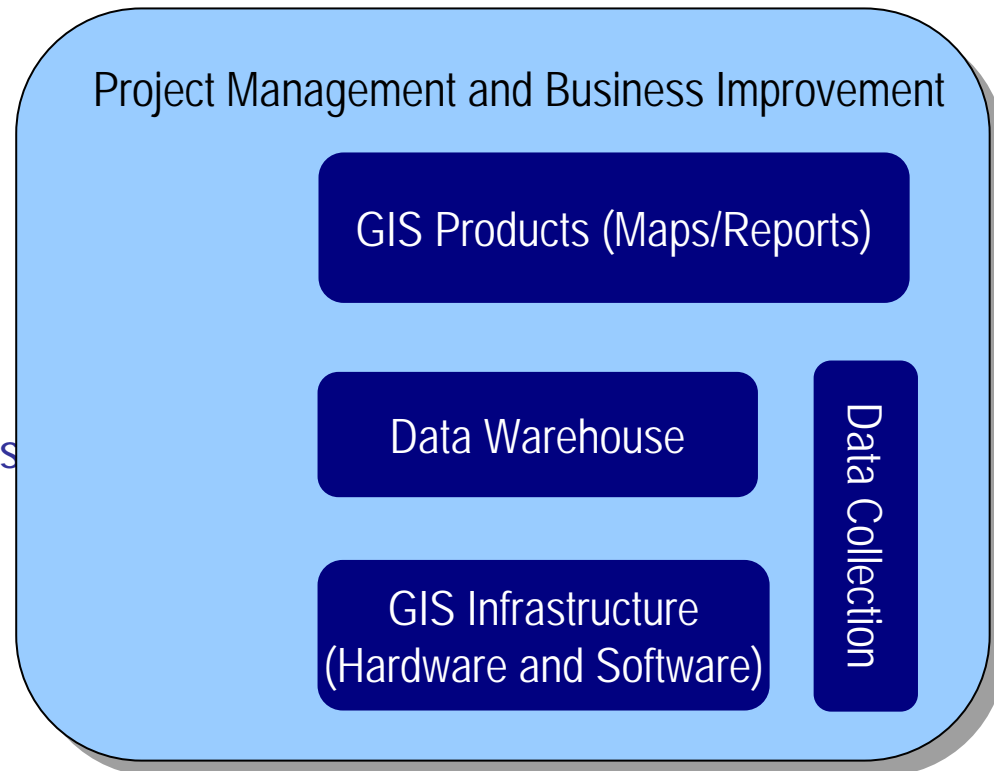 Project Management and Business Improvement
GIS Products (Maps/Reports)
Data Warehouse
Data Collection
s
GIS Infrastructure
(Hardware and Software)